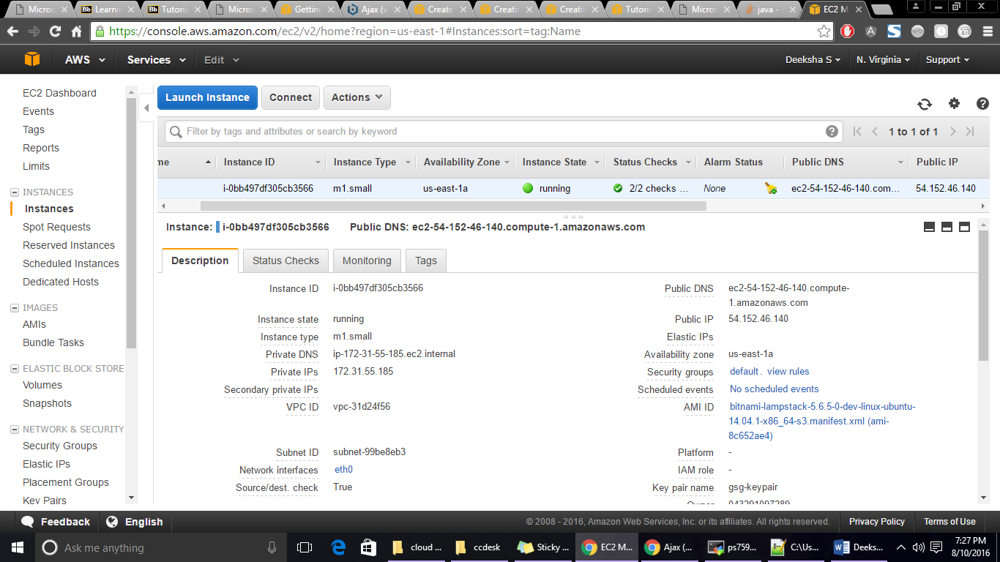 Micros
Learnin
Tutoria
Micros
Getting
Ajax (w
Create
Creatin
Creatin
Tutoria
Micros
java -
EC2 M
https://console.aws.amazon.com/ec2/v2/home?region=us-east-1#Instances:sort=tag:Name
AWS Services Edit Deeksha S N. Virginia Support
EC2 Dashboard
Events
Tags
Reports
Limits
INSTANCES
Instances
Spot Requests
Reserved Instances
Scheduled Instances
Dedicated Hosts
IMAGES
AMIs
Bundle Tasks
ELASTIC BLOCK STORE
Volumes
Snapshots
NETWORK & SECURITY
Security Groups
Elastic IPs
Placement Groups
Key Pairs
Launch Instance Connect Actions
Filter by tags and attributes or search by keyword
1 to 1 of 1
me Instance ID Instance Type Availability Zone Instance State Status Checks Alarm Status Public DNS Public IP
i-0bb497df305cb3566 m1.small us-east-1a running 2/2 checks ... None ec2-54-152-46-140.com... 54.152.46.140
Instance: i-0bb497df305cb3566 Public DNS: ec2-54-152-46-140.compute-1.amazonaws.com
Description Status Checks Monitoring Tags
Instance ID i-0bb497df305cb3566
Instance state running
Instance type m1.small
Private DNS ip-172-31-55-185.ec2.internal
Private IPs 172.31.55.185
Secondary private IPs
VPC ID vpc-31d24f56
Subnet ID subnet-99be8eb3
Network interfaces eth0
Source/dest. check True
Public DNS ec2-54-152-46-140.compute-
1.amazonaws.com
Public IP 54.152.46.140
Elastic IPs
Availability zone us-east-1a
Security groups default. view rules
Scheduled events No scheduled events
AMI ID bitnami-lampstack-5.6.5-0-dev-linux-ubuntu-
14.04.1-x86_64-s3.manifest.xml (ami-
8c652ae4)
Platform -
IAM role -
Key pair name gsg-keypair
Owner 043291097289
Feedback English © 2008 - 2016, Amazon Web Services, Inc. or its affiliates. All rights reserved. Privacy Policy Terms of Use
Ask me anything
cloud ...
ccdesk
Sticky ...
EC2 M...
Ajax (...
ps759...
C:\Us...
Deeks...
7:27 PM
8/10/2016